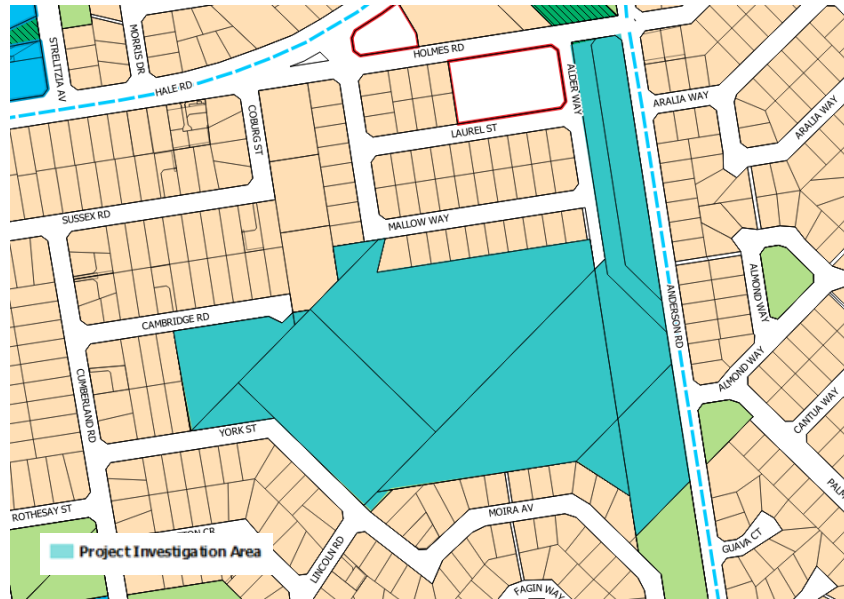 STRELITZIA AV
MORRIS DR
HOLMES RD
HALE RD
ALDER WAY
ARALIA WAY
ARALIA WAY
COBURG ST
LAUREL ST
SUSSEX RD
MALLOW WAY
ALMOND WAY
ANDERSON RD
CAMBRIDGE RD
ALMOND WAY
CUMBERLAND RD
CANTUA WAY
YORK ST
ROTHESAY ST
MOIRA AV
LINCOLN RD
GUAVA CT
FAGIN WAY
Project Investigation Area